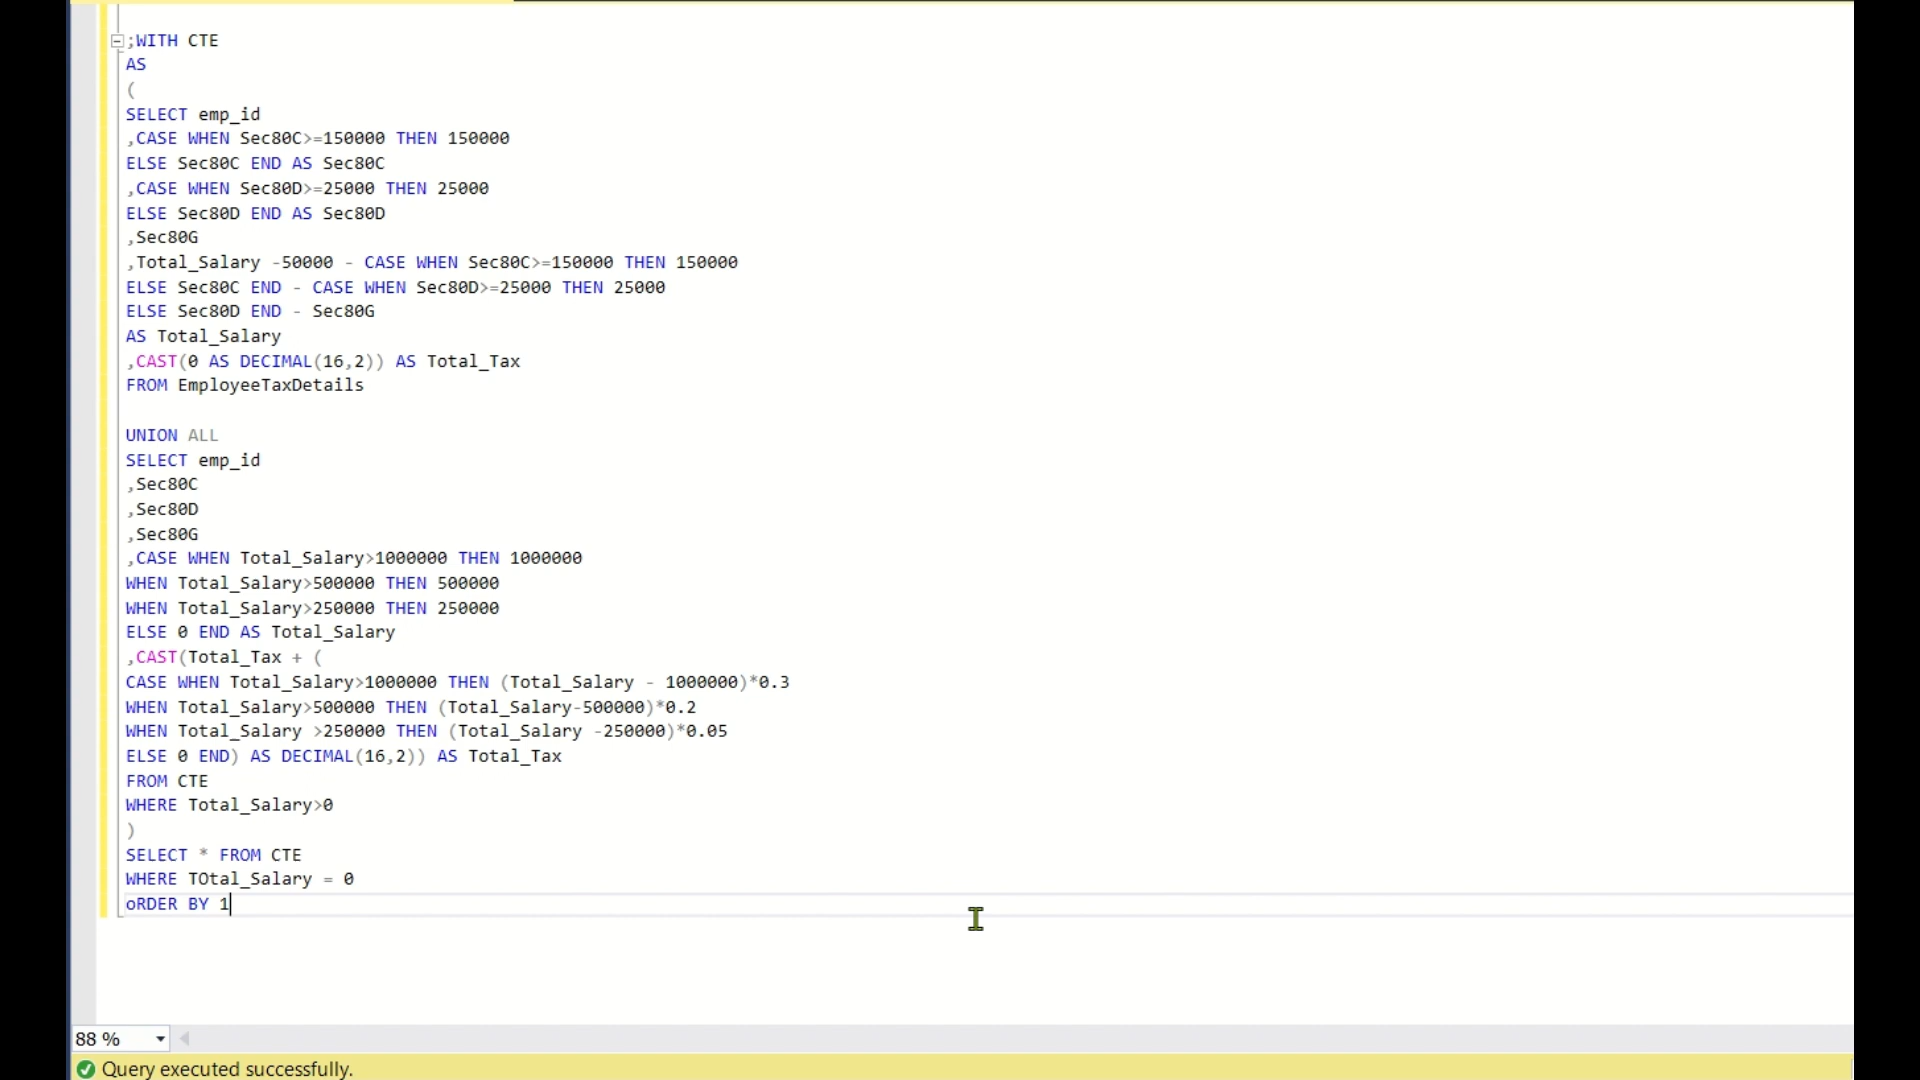 ;WITH CTE
AS
(
SELECT emp_id
,CASE WHEN Sec80C>=150000 THEN 150000
ELSE Sec80C END AS Sec80C
,CASE WHEN Sec80D>=25000 THEN 25000
ELSE Sec80D END AS Sec80D
,Sec80G
,Total_Salary -50000 - CASE WHEN Sec80C>=150000 THEN 150000
ELSE Sec80C END - CASE WHEN Sec80D>=25000 THEN 25000
ELSE Sec80D END - Sec80G
AS Total_Salary
,CAST(0 AS DECIMAL(16,2)) AS Total_Tax
FROM EmployeeTaxDetails
UNION ALL
SELECT emp_id
,Sec80C
,Sec80D
,Sec80G
,CASE WHEN Total_Salary>1000000 THEN 1000000
WHEN Total_Salary>500000 THEN 500000
WHEN Total_Salary>250000 THEN 250000
ELSE 0 END AS Total_Salary
,CAST(Total_Tax + (
CASE WHEN Total_Salary>1000000 THEN (Total_Salary - 1000000)*0.3
WHEN Total_Salary>500000 THEN (Total_Salary-500000)*0.2
WHEN Total_Salary >250000 THEN (Total_Salary -250000)*0.05
ELSE 0 END) AS DECIMAL(16,2)) AS Total_Tax
FROM CTE
WHERE Total_Salary>0
)
SELECT * FROM CTE
WHERE TOtal_Salary = 0
oRDER BY 1
88 %
Query executed successfully.